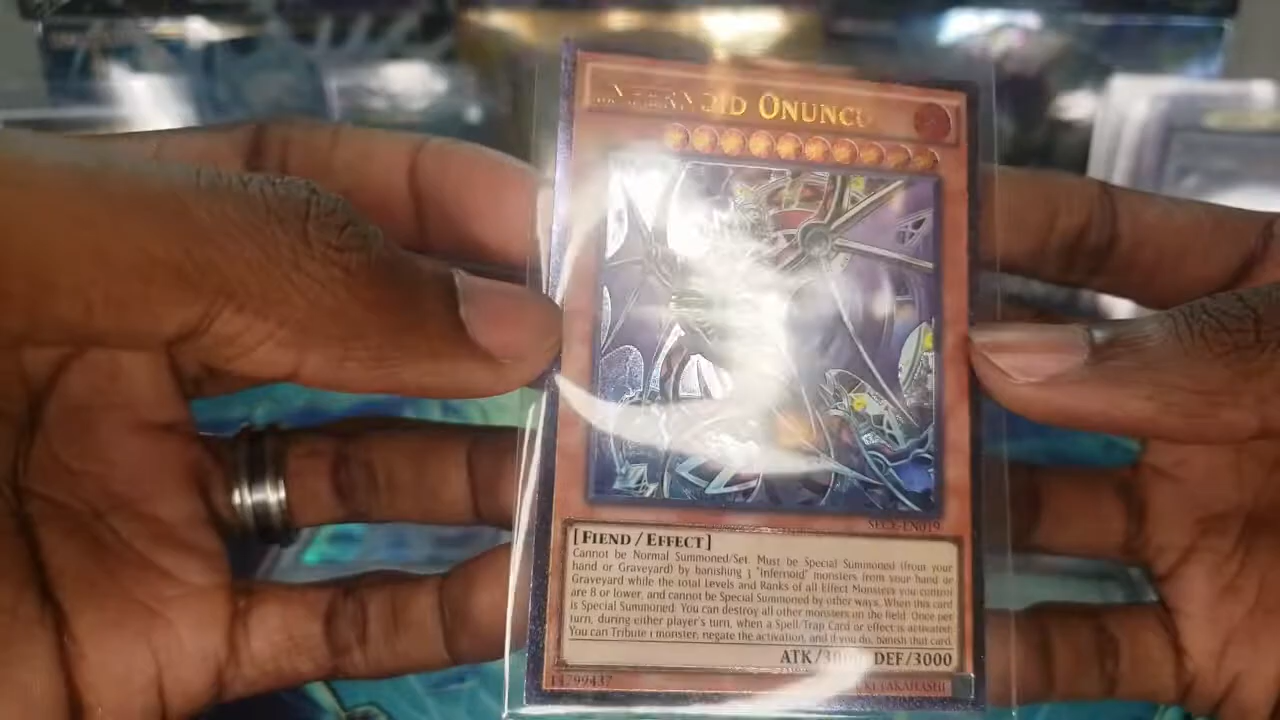 INFERNOID ONUNCU
SECE-EN019
[FIEND/EFFECT]
Cannot be Normal Summoned/Set. Must be Special Summoned (from your
hand or Graveyard) by banishing 3 "Infernoid" monsters from your hand or
Graveyard while the total Levels and Ranks of all Effect Monsters you control
are 8 or lower, and cannot be Special Summoned by other ways. When this card
is Special Summoned: You can destroy all other monsters on the field. Once per
turn, during either player's turn, when a Spell/Trap Card or effect is activated:
You can Tribute 1 monster; negate the activation, and if you do, banish that card.
ATK/3000 DEF/3000
14799437
KI TAKAHASHI